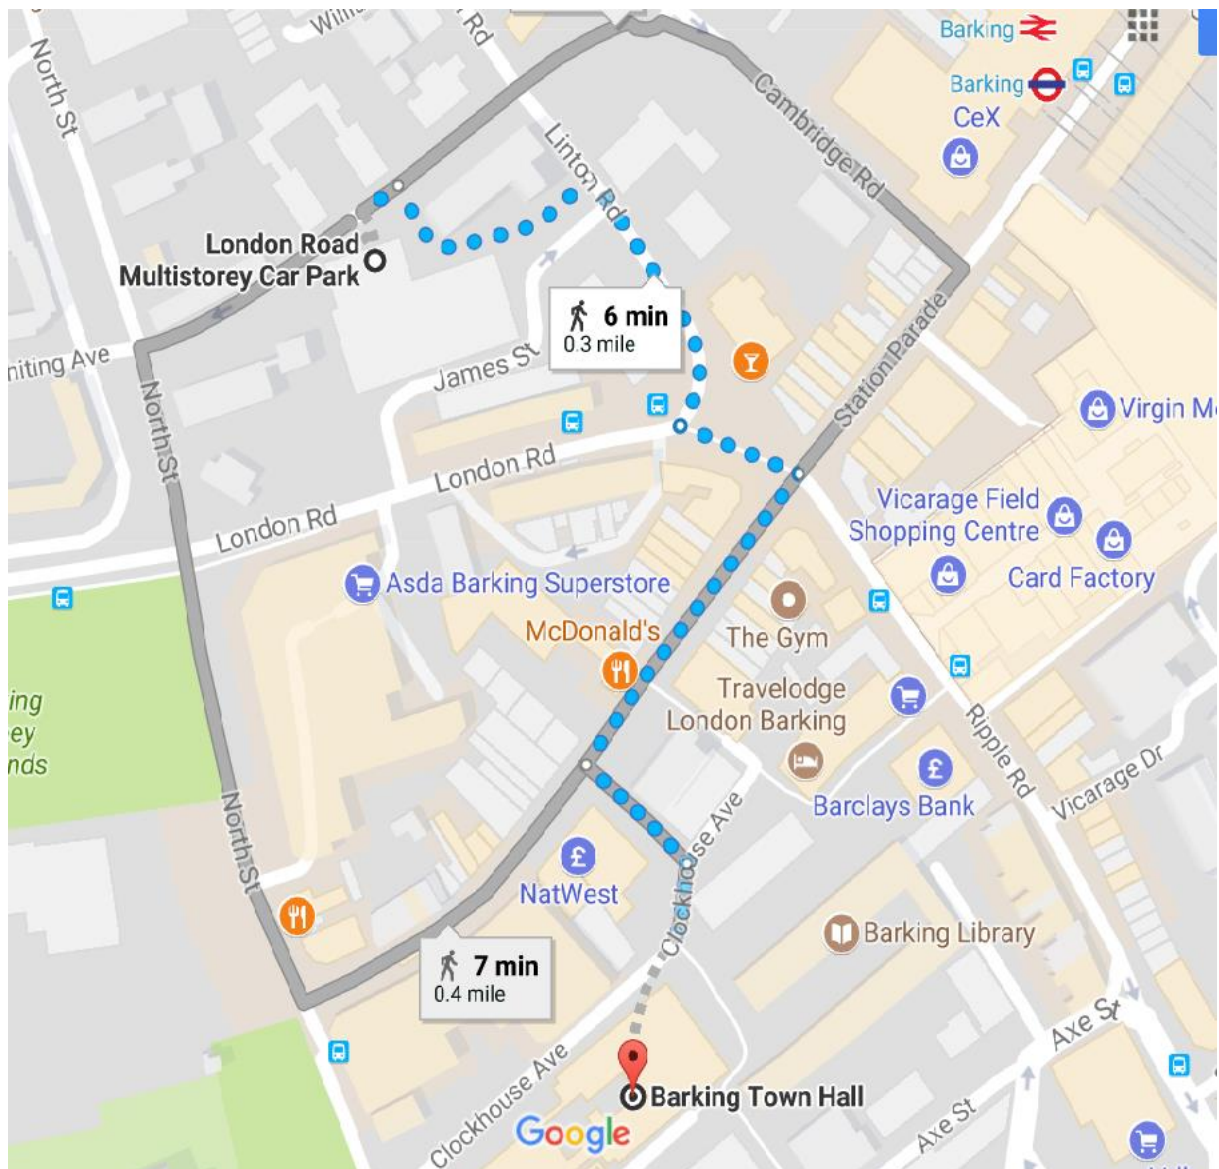 Barking
Barking
CeX
North St
Rd
Linton Rd
Cambridge Rd
London Road
Multistorey Car Park
6 min
0.3 mile
James St
Station Parade
North St
London Rd
London Rd
Virgin
Vicarage Field
Shopping Centre
Card Factory
Asda Barking Superstore
McDonald's
The Gym
Travelodge
London Barking
Ripple Rd
Vicarage Dr
Barclays Bank
North St
NatWest
Clockhouse Ave
Barking Library
7 min
0.4 mile
Axe St
Clockhouse Ave
Barking Town Hall
Google
Axe St